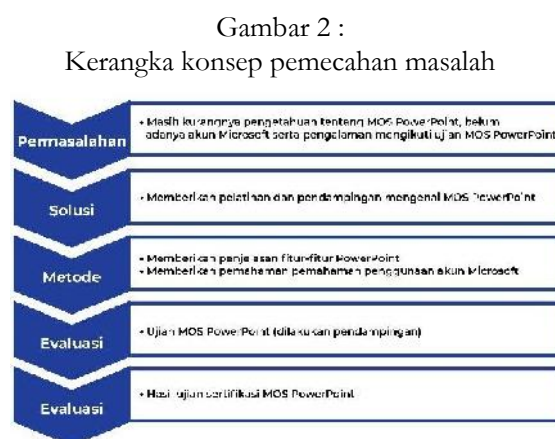 Gambar 2 :
Kerangka konsep pemecahan masalah
Permasalahan
• Masih kurangnya pengetahuan tentang MOS PowerPoint, belum
adanya akun Microsoft serta pengalaman mengikuti ujian MOS PowerPoint
Solusi
• Memberikan pelatihan dan pendampingan mengenai MOS PowerPoint
Metode
• Memberikan penjelasan fitur-fitur PowerPoint
• Memberikan pemahaman pemahaman penggunaan akun Microsoft
Evaluasi
• Ujian MOS PowerPoint (dilakukan pendampingan)
Evaluasi
• Hasil ujian sertifikasi MOS PowerPoint